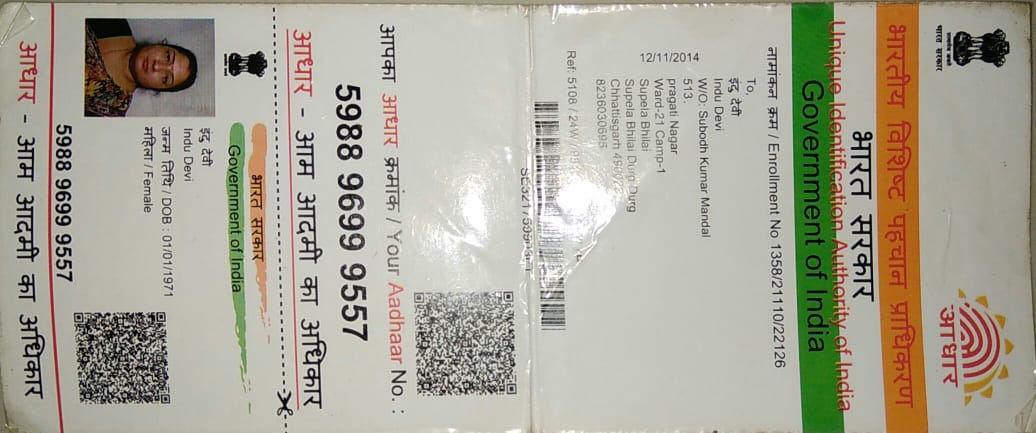 भारत सरकार
आधार
भारतीय विशिष्ट पहचान प्राधिकरण
Unique Identification Authority of India
भारत सरकार
Government of India
नामांकन क्रम / Enrollment No 1358/21110/22126
To,
इंदु देवी
Indu Devi
W/O: Subodh Kumar Mandal
513
pragati Nagar
Ward-21 Camp-1
Supela Bhilai
Supela Bhilai Durg Durg
Chhattisgarh
8236030695
12/11/2014
Ref: 5108 / 24W /
आपका आधार क्रमांक / Your Aadhaar No. :
5988 9699 9557
आधार - आम आदमी का अधिकार
भारत सरकार
Government of India
इंदु देवी
Indu Devi
जन्म तिथि / DOB : 01/01/1971
महिला / Female
5988 9699 9557
आधार - आम आदमी का अधिकार